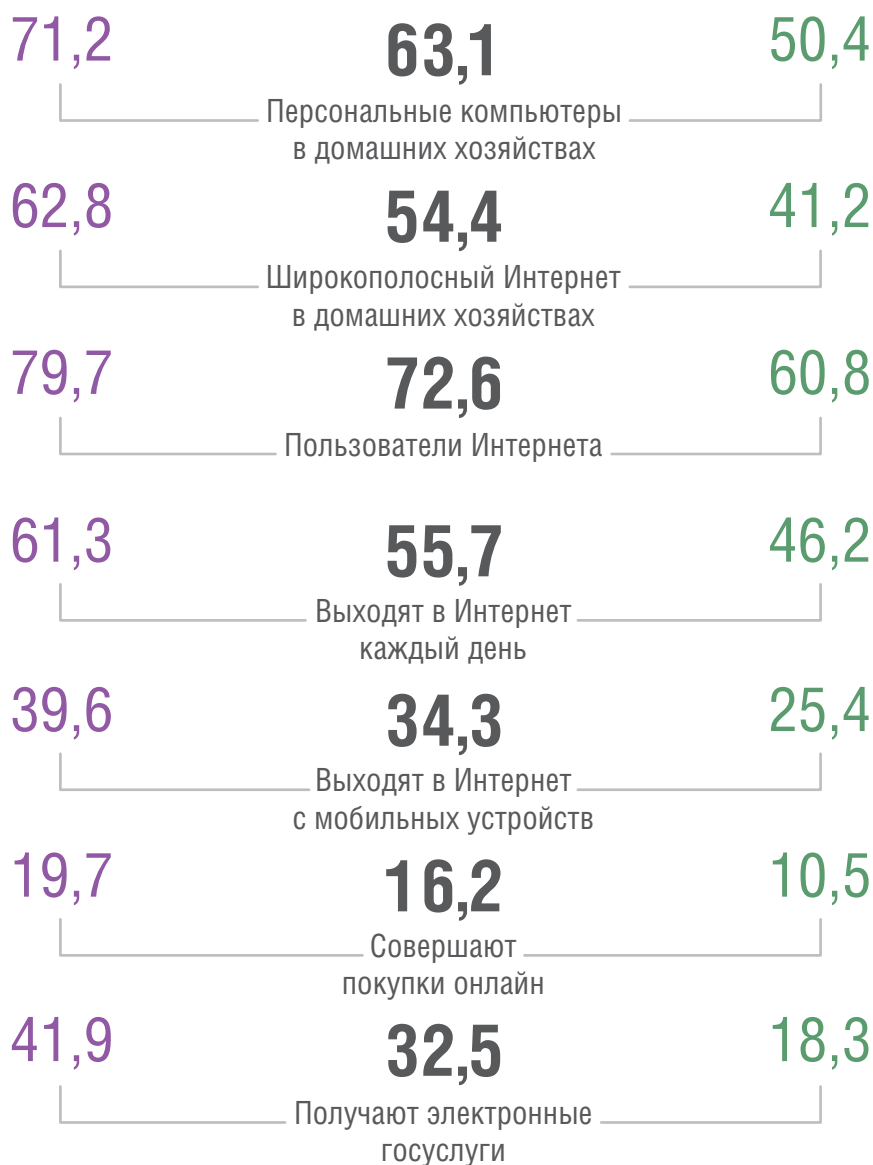 71,2 63,1 50,4
Персональные компьютеры
в домашних хозяйствах
62,8 54,4 41,2
Широкополосный Интернет
в домашних хозяйствах
79,7 72,6 60,8
Пользователи Интернета
61,3 55,7 46,2
Выходят в Интернет
каждый день
39,6 34,3 25,4
Выходят в Интернет
с мобильных устройств
19,7 16,2 10,5
Совершают
покупки онлайн
41,9 32,5 18,3
Получают электронные
госуслуги